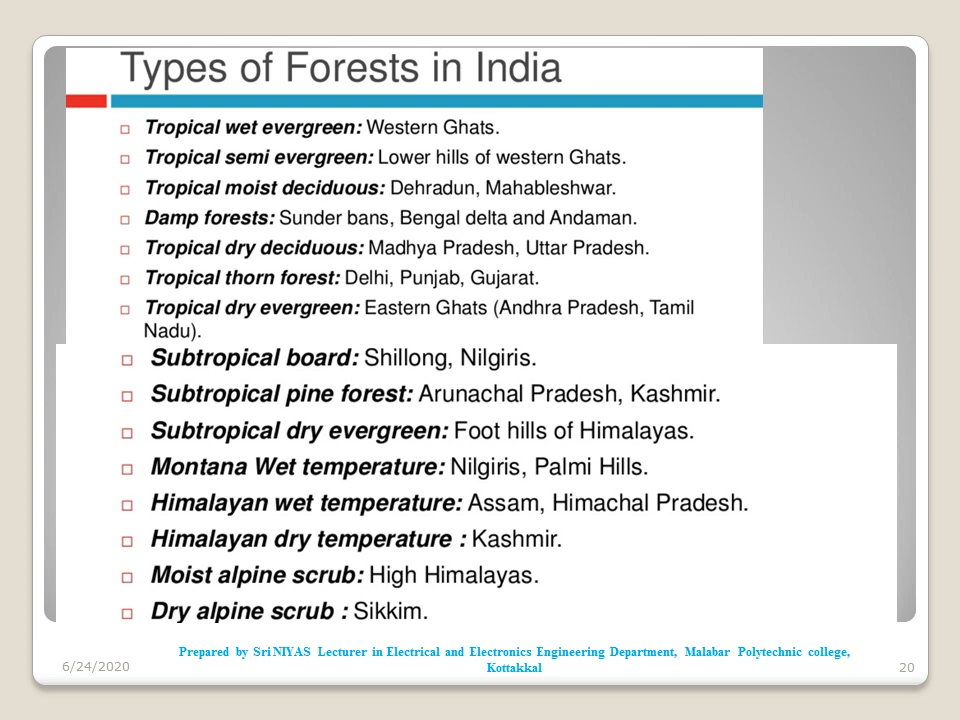 Types of Forests in India
Tropical wet evergreen: Western Ghats.
Tropical semi evergreen: Lower hills of western Ghats.
Tropical moist deciduous: Dehradun, Mahableshwar.
Damp forests: Sunder bans, Bengal delta and Andaman.
Tropical dry deciduous: Madhya Pradesh, Uttar Pradesh.
Tropical thorn forest: Delhi, Punjab, Gujarat.
Tropical dry evergreen: Eastern Ghats (Andhra Pradesh, Tamil
Nadu).
Subtropical board: Shillong, Nilgiris.
Subtropical pine forest: Arunachal Pradesh, Kashmir.
Subtropical dry evergreen: Foot hills of Himalayas.
Montana Wet temperature: Nilgiris, Palmi Hills.
Himalayan wet temperature: Assam, Himachal Pradesh.
Himalayan dry temperature : Kashmir.
Moist alpine scrub: High Himalayas.
Dry alpine scrub : Sikkim.
Prepared by Sri NIYAS Lecturer in Electrical and Electronics Engineering Department, Malabar Polytechnic college,
Kottakkal
6/24/2020
20